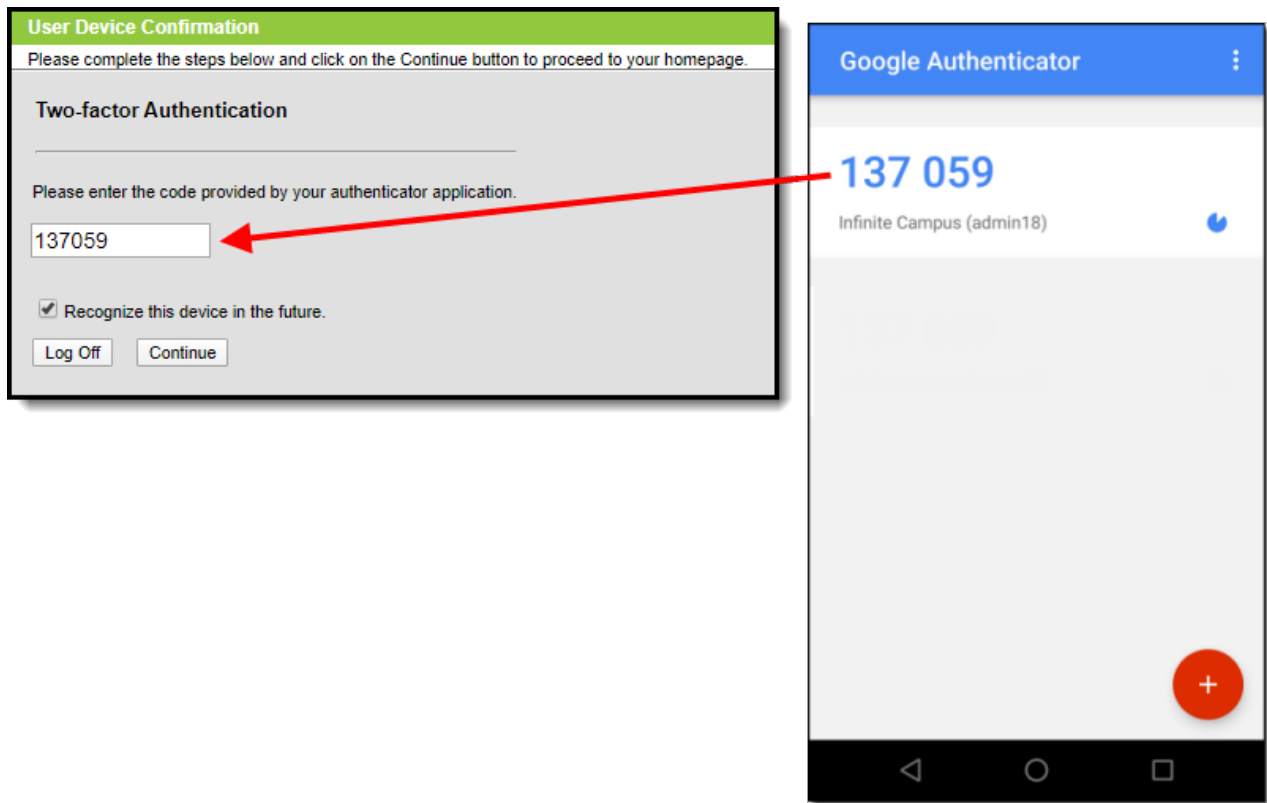 User Device Confirmation
Please complete the steps below and click on the Continue button to proceed to your homepage.
Two-factor Authentication
Please enter the code provided by your authenticator application.
137059
Recognize this device in the future.
Log Off Continue
Google Authenticator
137 059
Infinite Campus (admin18)
+